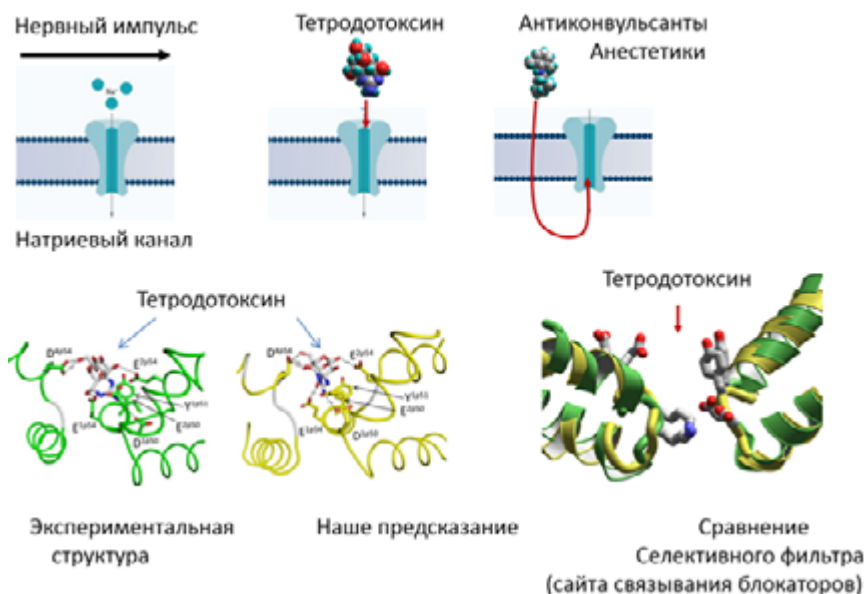 Нервный импульс
Тетродотоксин
Антиконвульсанты
Анестетики
Na⁺
Натриевый канал
Тетродотоксин
Тетродотоксин
Экспериментальная
структура
Наше предсказание
Сравнение
Селективного фильтра
(сайта связывания блокаторов)